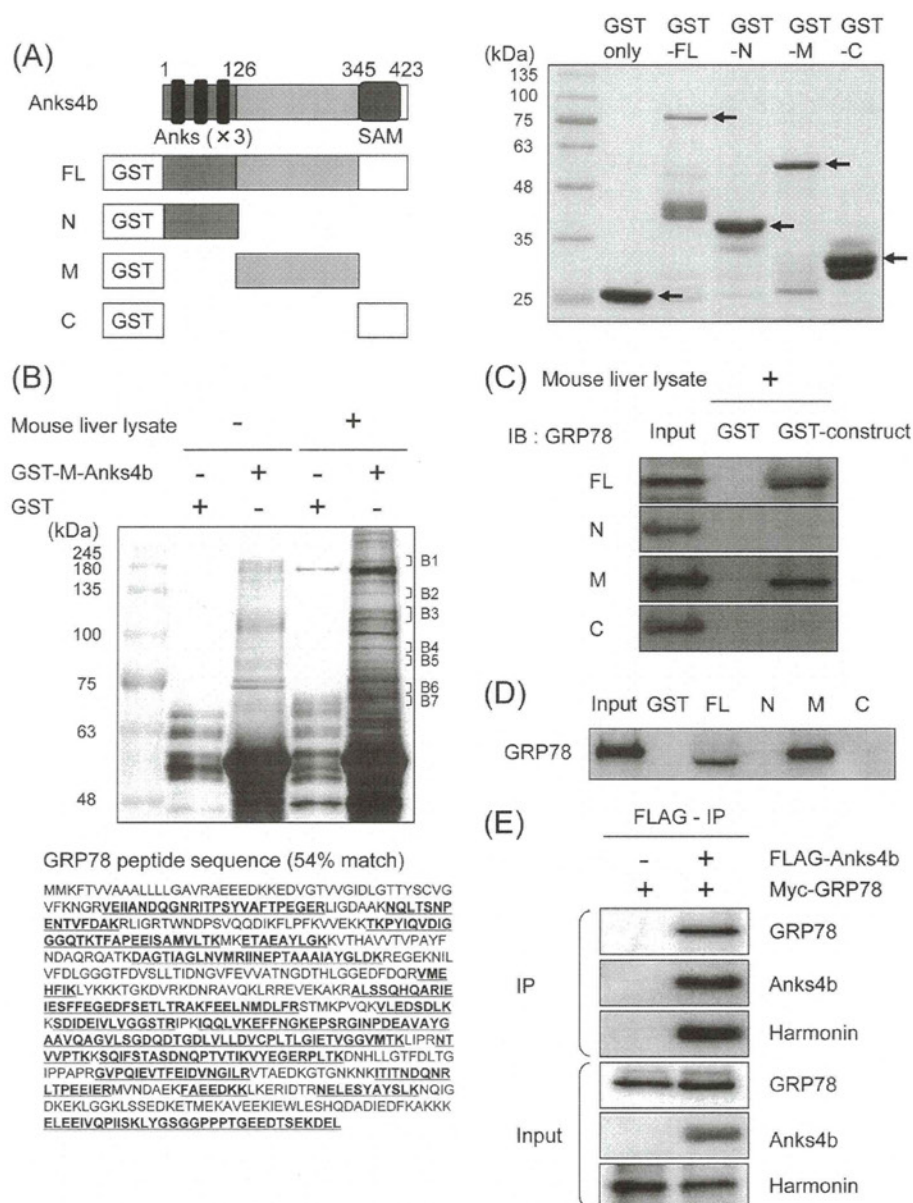 (A)
1 126 345 423
Anks4b
Anks (×3) SAM
FL GST
N GST
M GST
C GST
GST GST GST GST GST
(kDa) only -FL -N -M -C
135
100
75
63
48
35
25
(B)
Mouse liver lysate - +
GST-M-Anks4b - + - +
GST + - + -
(kDa)
245
180
135
100
75
63
48
B1
B2
B3
B4
B5
B6
B7
GRP78 peptide sequence (54% match)
MMKFTVVAAALLLLGAVRAEEEDKKEDVGTVVGIDLGTTYSCVG
VFKNGRVEIIANDQGNRITPSYVAFTPEGERLIGDAAKNQLTSNP
ENTVFDAKRLIGRTWNDPSVQQDIKFLPFKVVEKKTKPYIQVDIG
GGQTKTFAPEEISAMVLTKMKETAEAYLGKKVTHAVVTVPAYF
NDAQRQATKDAGTIAGLNVMRIINEPTAAAIAYGLDKREGEKNIL
VFDLGGGTFDVSLLTIDNGVFEVVATNGDTHLGGEDFDQRVME
HFIKLYKKKTGKDVRKDNRAVQKLRREVEKAKRALSSQHQARIE
IESFFEGEDFSETLTRAKFEELNMDLFRSTMKPVQKVLEDSDLK
KSDIDEIVLVGGSTRIPKIQQLVKEFFNGKEPSRGINPDEAVAYG
AAVQAGVLSGDQDTGDLVLLDVCPLTLGIETVGGVMTKLIPRNT
VVPTKKSQIFSTASDNQPTVTIKVYEGERPLTKDNHLLGTFDLTG
IPPAPRGVPQIEVTFEIDVNGILRVTAEDKGTGNKNKITITNDQNR
LTPEEIERMVNDAEKFAEEDKKLKERIDTRNELESYAYSLKNQIG
DKEKLGGKLSSEDKETMEKAVEEKIEWLESHQDADIEDFKAKKK
ELEEIVQPIISKLYGSGGPPPTGEEDTSEKDEL
(C)
Mouse liver lysate +
IB : GRP78 Input GST GST-construct
FL
N
M
C
(D)
Input GST FL N M C
GRP78
(E)
FLAG - IP
- + FLAG-Anks4b
+ + Myc-GRP78
IP
GRP78
Anks4b
Harmonin
Input
GRP78
Anks4b
Harmonin